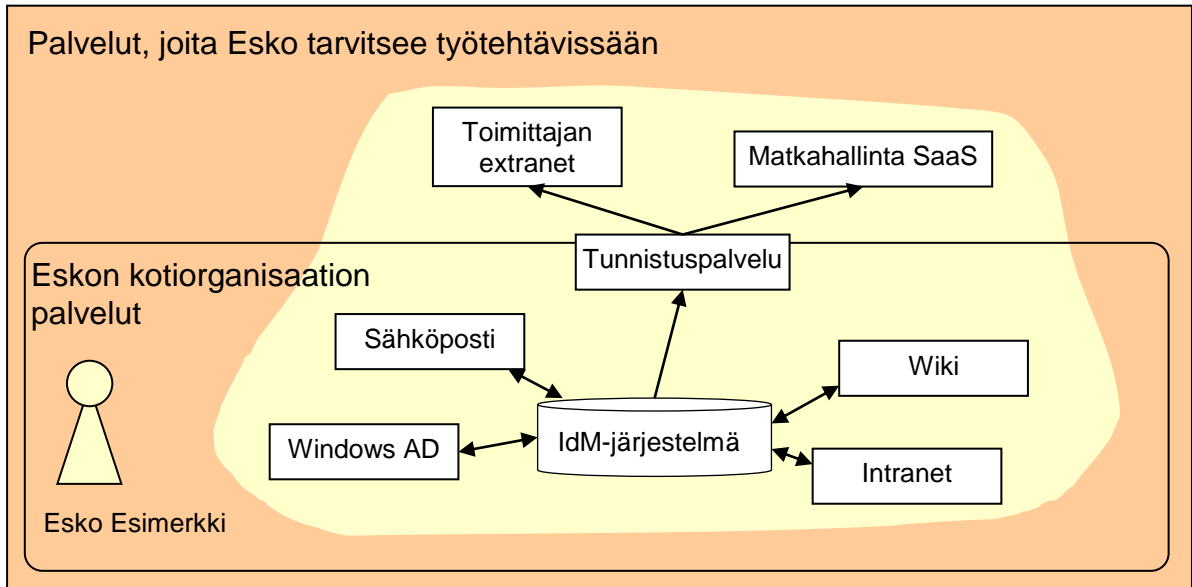 Palvelut, joita Esko tarvitsee työtehtävissään
Toimittajan
extranet
Matkahallinta SaaS
Tunnistuspalvelu
Eskon kotiorganisaation
palvelut
Sähköposti
Wiki
Windows AD
IdM-järjestelmä
Intranet
Esko Esimerkki